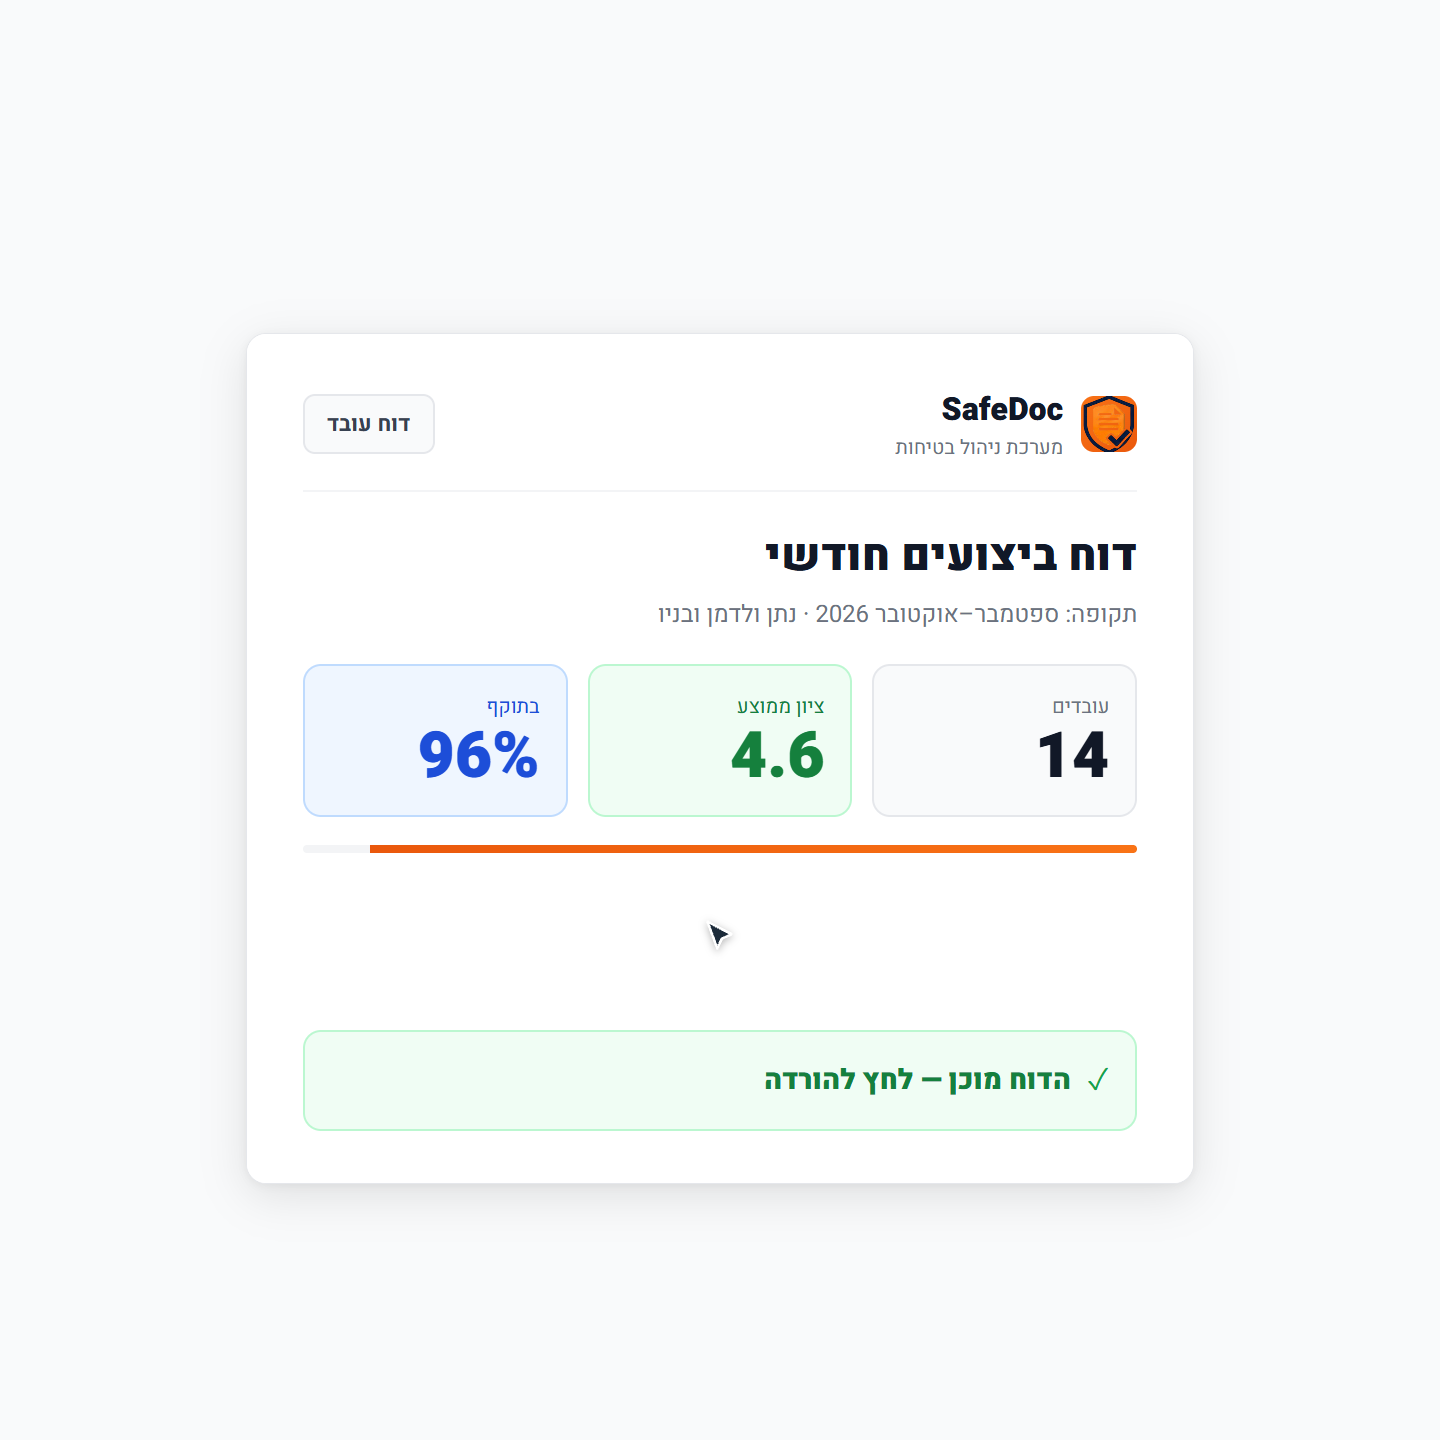 SafeDoc
מערכת ניהול בטיחות
דוח עובד
דוח ביצועים חודשי
תקופה: ספטמבר–אוקטובר 2026 · נתן ולדמן ובניו
עובדים
14
ציון ממוצע
4.6
בתוקף
96%
✓ הדוח מוכן — לחץ להורדה